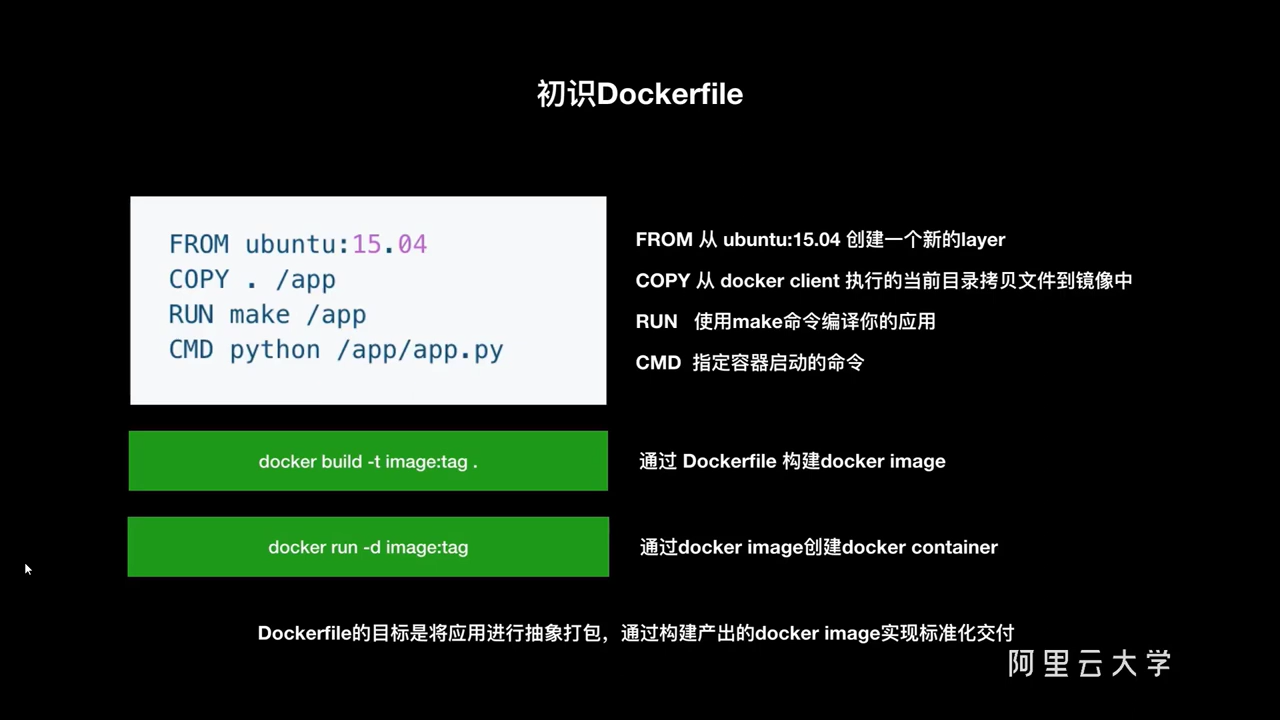 初识Dockerfile
FROM ubuntu:15.04
COPY . /app
RUN make /app
CMD python /app/app.py
FROM 从 ubuntu:15.04 创建一个新的layer
COPY 从 docker client 执行的当前目录拷贝文件到镜像中
RUN 使用make命令编译你的应用
CMD 指定容器启动的命令
docker build -t image:tag .
通过 Dockerfile 构建docker image
docker run -d image:tag
通过docker image创建docker container
Dockerfile的目标是将应用进行抽象打包，通过构建产出的docker image实现标准化交付
阿里云大学